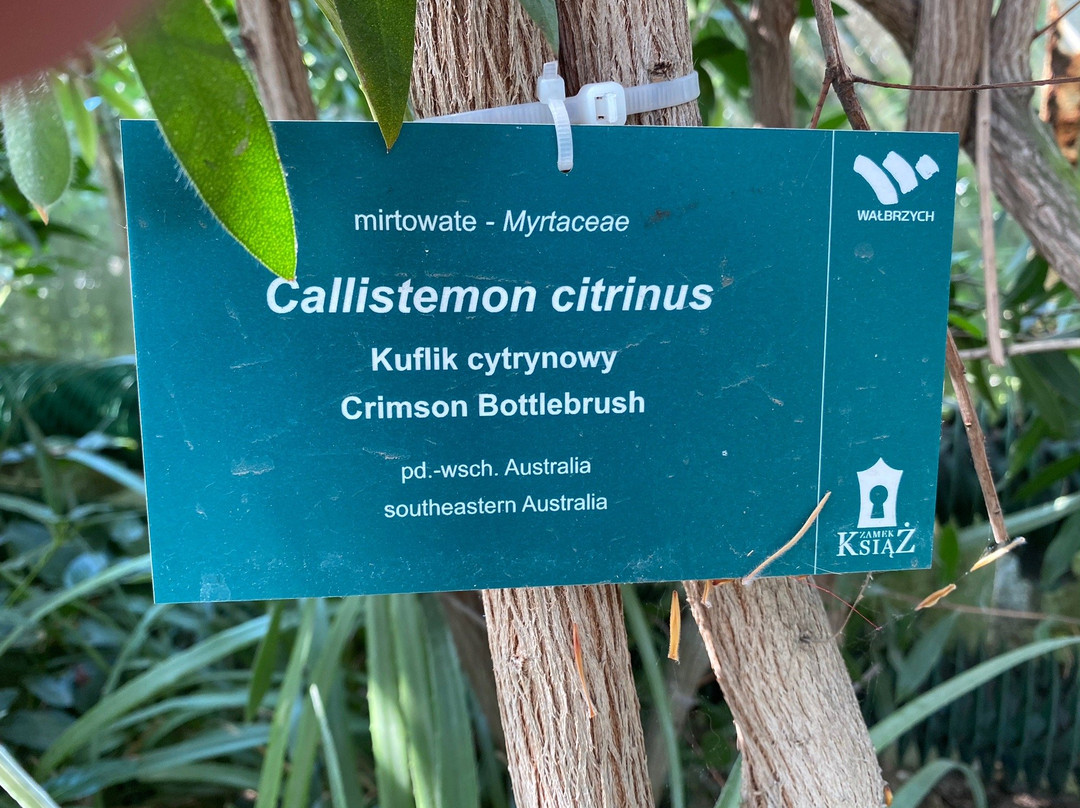 mirtowate - Myrtaceae
Callistemon citrinus
Kuflik cytrynowy
Crimson Bottlebrush
pd.-wsch. Australia
southeastern Australia
WAŁBRZYCH
ZAMEK
KSIĄŻ